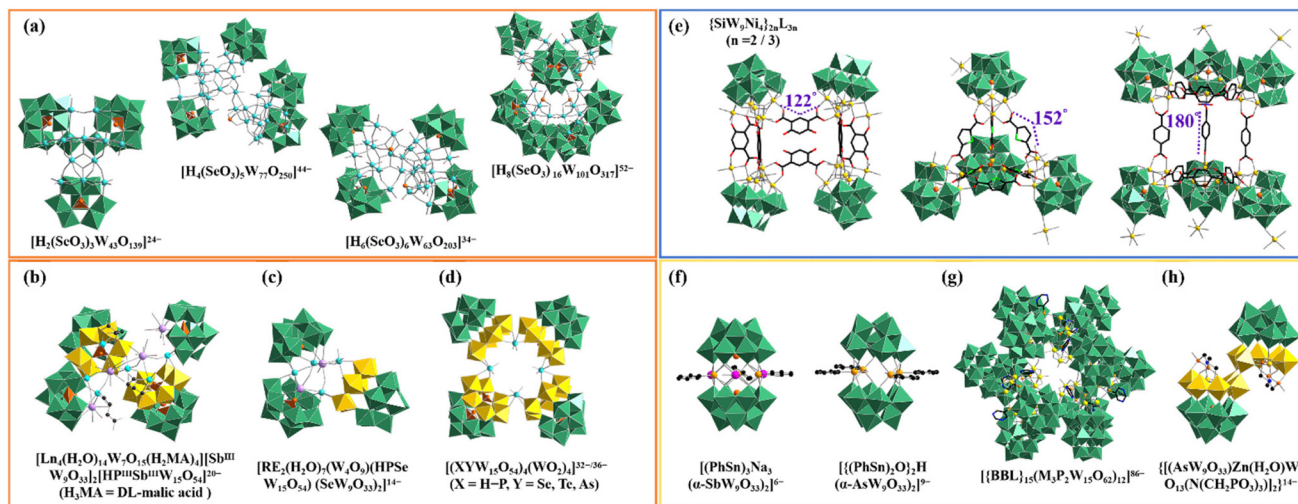 (a)
[H₂(SeO₃)₃W₄₃O₁₃₉]²⁴⁻
[H₄(SeO₃)₅W₇₇O₂₅₀]⁴⁴⁻
[H₆(SeO₃)₆W₆₃O₂₀₃]³⁴⁻
[H₈(SeO₃)₁₆W₁₀₁O₃₁₇]⁵²⁻
(e)
{SiW₉Ni₄}₂ₙL₃ₙ
(n =2 / 3)
122°
152°
180°
(b)
[Ln₄(H₂O)₁₄W₇O₁₅(H₂MA)₄][Sbᴵᴵᴵ
W₉O₃₃]₂[HPᴵᴵᴵSbᴵᴵᴵW₁₅O₅₄]²⁰⁻
(H₃MA = DL-malic acid )
(c)
[RE₂(H₂O)₇(W₄O₉)(HPSe
W₁₅O₅₄) (SeW₉O₃₃)₂]¹⁴⁻
(d)
[(XYW₁₅O₅₄)₄(WO₂)₄]³²⁻/³⁶⁻
(X = H−P, Y = Se, Te, As)
(f)
[(PhSn)₃Na₃
(α-SbW₉O₃₃)₂]⁶⁻
[{(PhSn)₂O}₂H
(α-AsW₉O₃₃)₂]⁹⁻
(g)
[{BBL}₁₅(M₃P₂W₁₅O₆₂)₁₂]⁸⁶⁻
(h)
{[(AsW₉O₃₃)Zn(H₂O)W
O₁₃(N(CH₂PO₃)₃)]₂}¹⁴⁻